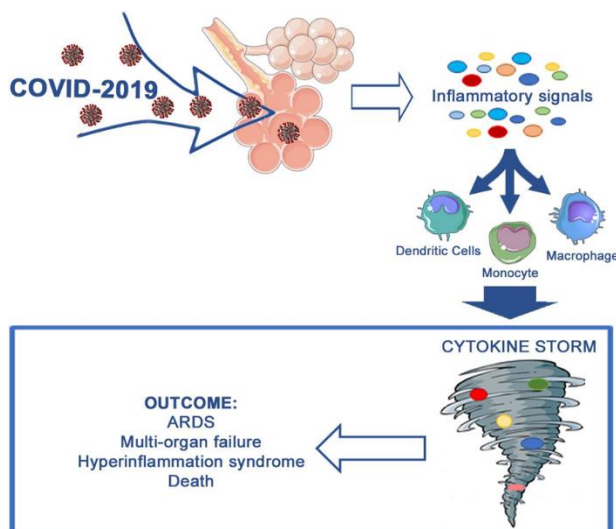 COVID-2019
Inflammatory signals
Dendritic Cells
Monocyte
Macrophage
CYTOKINE STORM
OUTCOME:
ARDS
Multi-organ failure
Hyperinflammation syndrome
Death